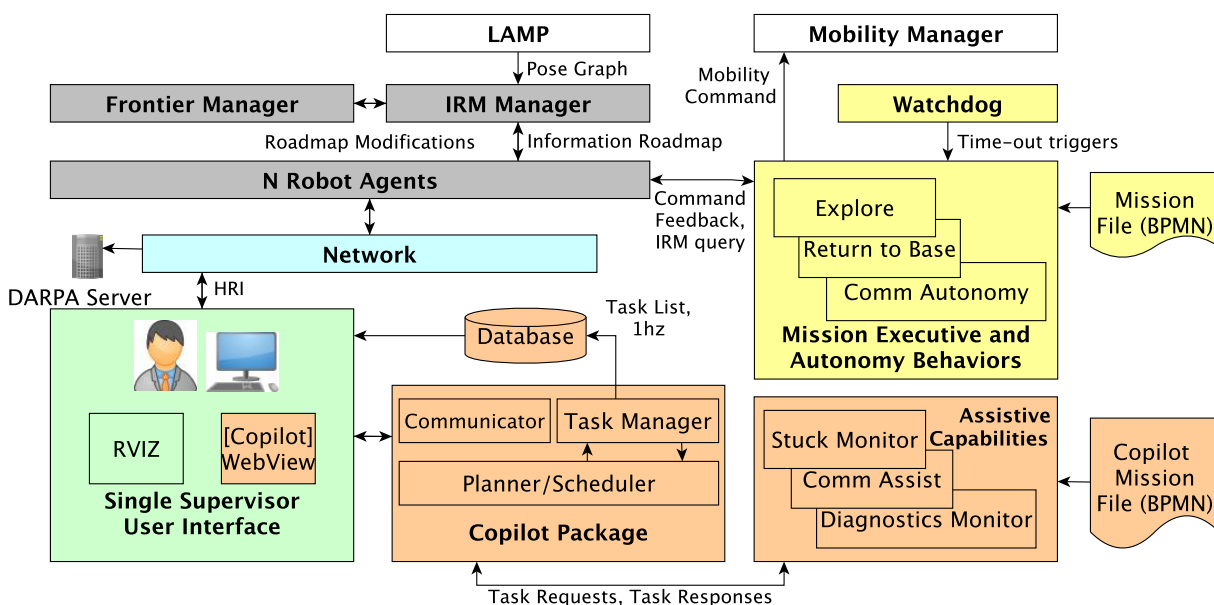 LAMP
Mobility Manager
Pose Graph
Mobility
Command
Frontier Manager
IRM Manager
Watchdog
Roadmap Modifications
Information Roadmap
Time-out triggers
N Robot Agents
Command
Feedback,
IRM query
Explore
Return to Base
Comm Autonomy
Mission Executive and
Autonomy Behaviors
Mission
File (BPMN)
Network
DARPA Server
HRI
Task List,
1hz
Database
RVIZ
[Copilot]
WebView
Single Supervisor
User Interface
Communicator
Task Manager
Planner/Scheduler
Copilot Package
Assistive
Capabilities
Stuck Monitor
Comm Assist
Diagnostics Monitor
Copilot
Mission
File (BPMN)
Task Requests, Task Responses